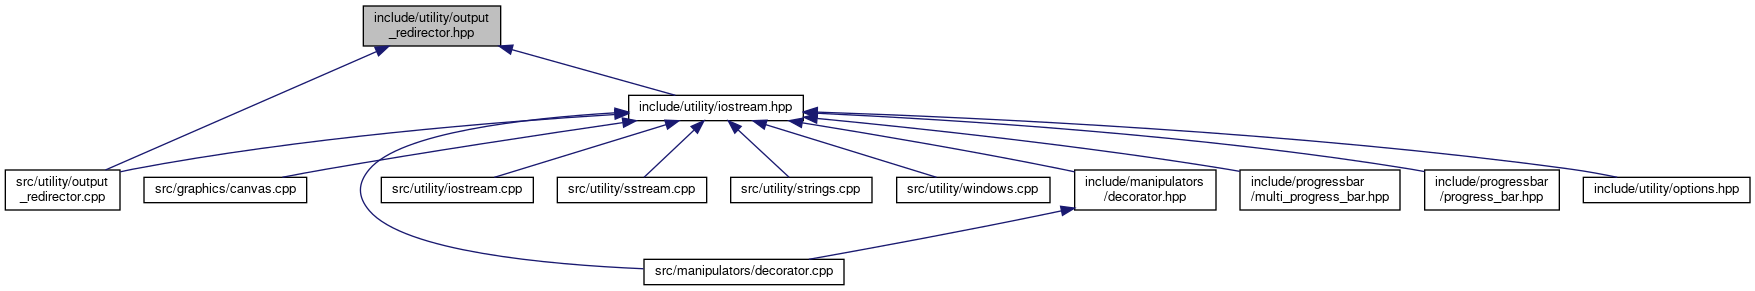 include/utility/output
_redirector.hpp
include/utility/iostream.hpp
src/utility/output
_redirector.cpp
src/graphics/canvas.cpp
src/utility/iostream.cpp
src/utility/sstream.cpp
src/utility/strings.cpp
src/utility/windows.cpp
include/manipulators
/decorator.hpp
include/progressbar
/multi_progress_bar.hpp
include/progressbar
/progress_bar.hpp
include/utility/options.hpp
src/manipulators/decorator.cpp